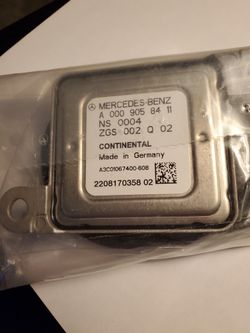 MERCEDES-BENZ
A 000 905 84 11
NS 0004
ZGS 002 Q 02
CONTINENTAL
Made in Germany
A3C01067400-608
2208170358 02